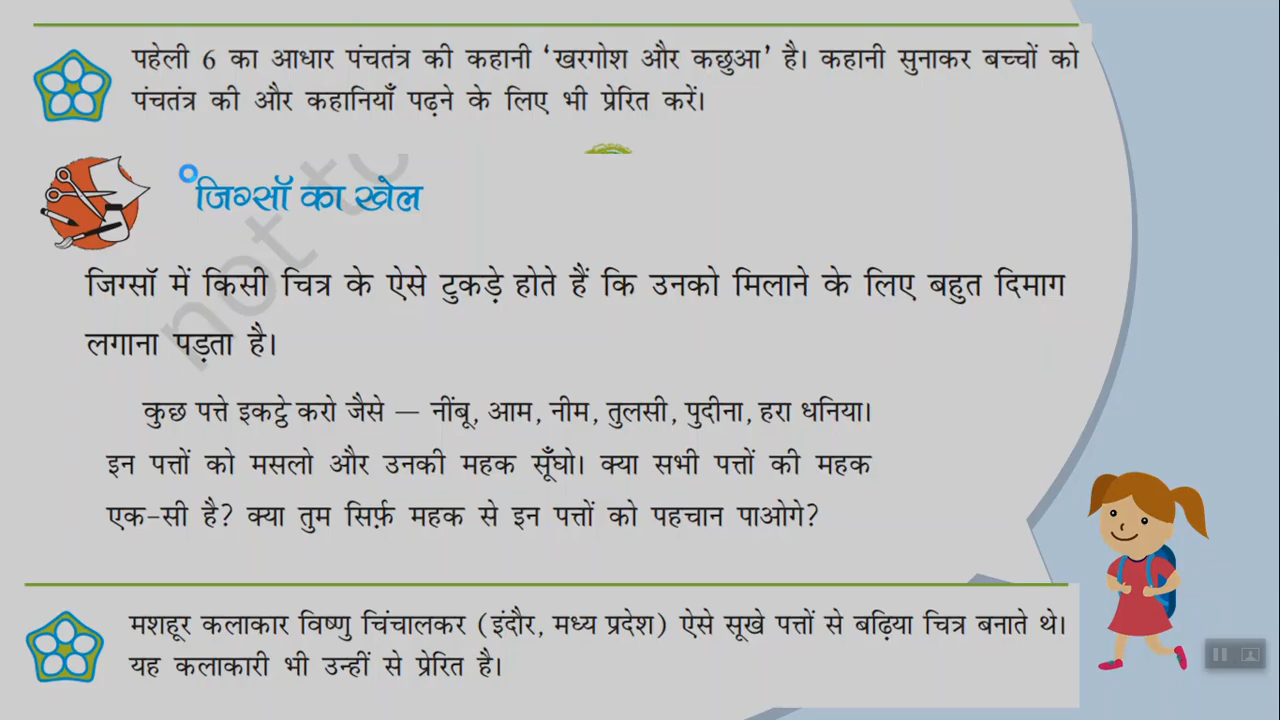 पहेली 6 का आधार पंचतंत्र की कहानी ‘खरगोश और कछुआ’ है। कहानी सुनाकर बच्चों को
पंचतंत्र की और कहानियाँ पढ़ने के लिए भी प्रेरित करें।
जिग्सॉ का खेल
not to
जिग्सॉ में किसी चित्र के ऐसे टुकड़े होते हैं कि उनको मिलाने के लिए बहुत दिमाग
लगाना पड़ता है।
कुछ पत्ते इकट्ठे करो जैसे — नींबू, आम, नीम, तुलसी, पुदीना, हरा धनिया।
इन पत्तों को मसलो और उनकी महक सूँघो। क्या सभी पत्तों की महक
एक-सी है? क्या तुम सिर्फ़ महक से इन पत्तों को पहचान पाओगे?
मशहूर कलाकार विष्णु चिंचालकर (इंदौर, मध्य प्रदेश) ऐसे सूखे पत्तों से बढ़िया चित्र बनाते थे।
यह कलाकारी भी उन्हीं से प्रेरित है।